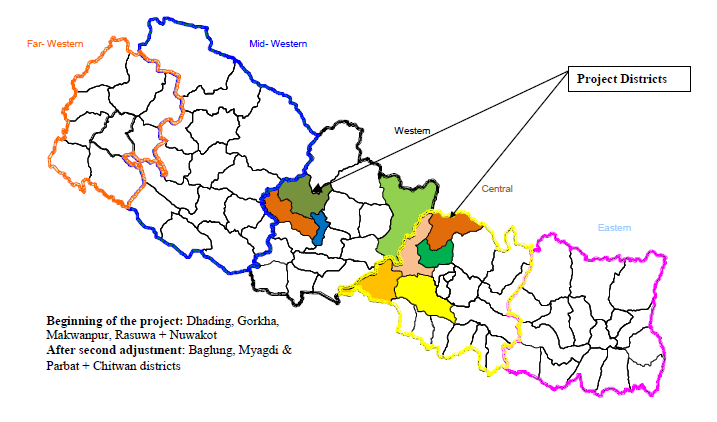 Far- Western
Mid- Western
Project Districts
Western
Central
Eastern
Beginning of the project: Dhading, Gorkha,
Makwanpur, Rasuwa + Nuwakot
After second adjustment: Baglung, Myagdi &
Parbat + Chitwan districts